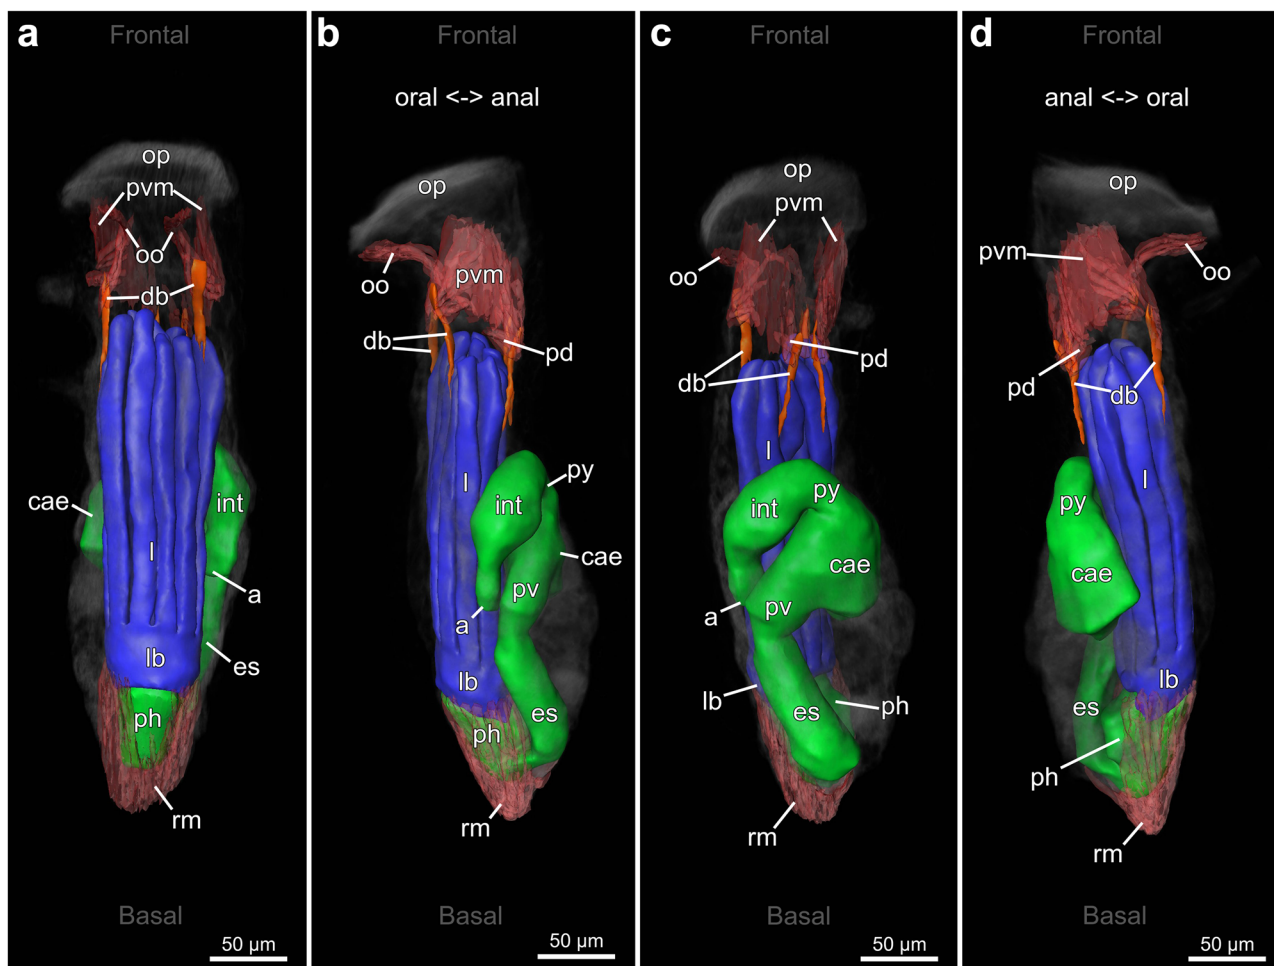 a
Frontal
op
pvm
oo
db
cae
int
l
a
lb
es
ph
rm
Basal
50 µm
b
Frontal
oral <-> anal
op
oo
pvm
db
pd
l
py
int
cae
pv
a
lb
es
ph
rm
Basal
50 µm
c
Frontal
op
pvm
oo
pd
db
l
py
int
cae
a
pv
lb
es
ph
rm
Basal
50 µm
d
Frontal
anal <-> oral
op
pvm
oo
pd
db
l
py
cae
lb
es
ph
rm
Basal
50 µm